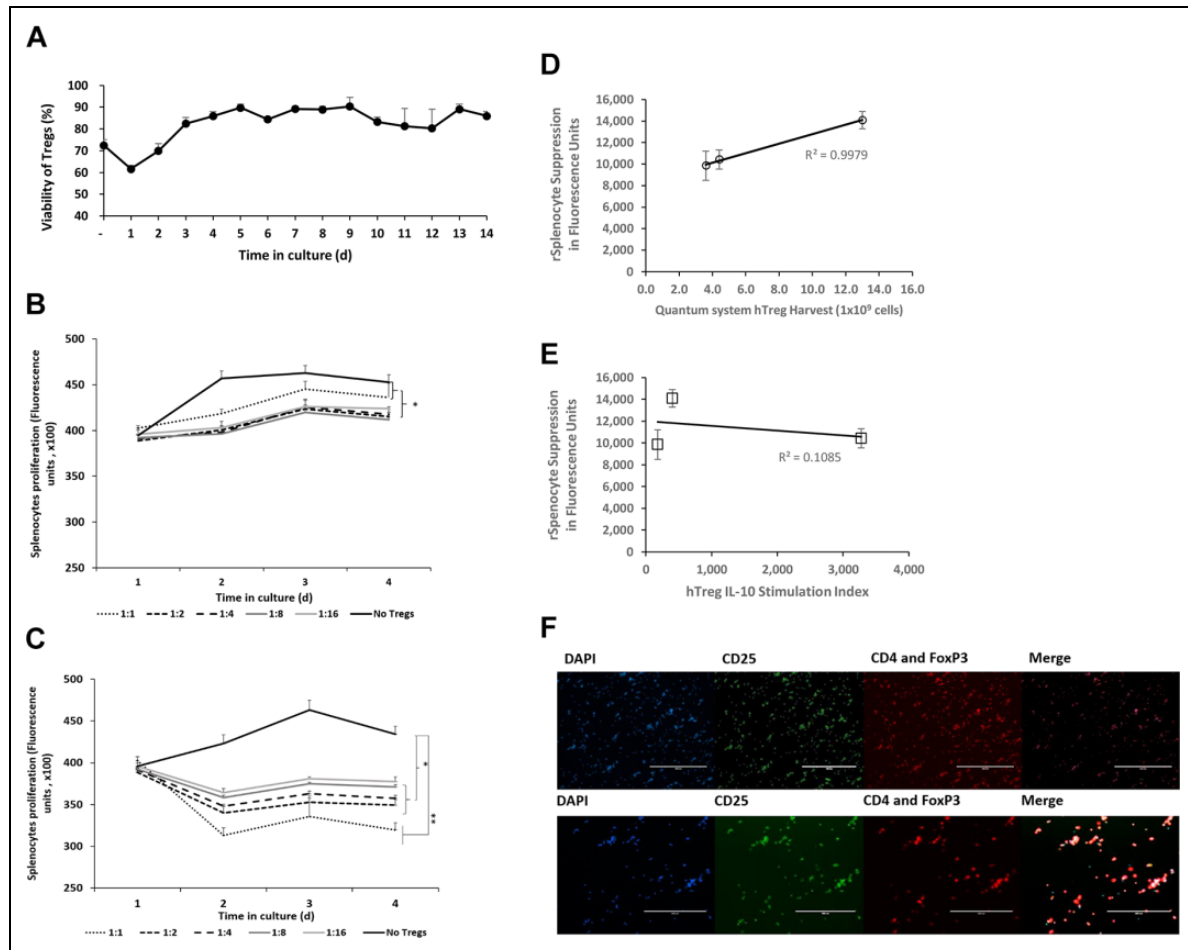 A
Viability of Tregs (%)
100
90
80
70
60
50
40
- 1 2 3 4 5 6 7 8 9 10 11 12 13 14
Time in culture (d)
B
Splenocytes proliferation (Fluorescence
units , x100)
500
450
400
350
300
250
1 2 3 4
Time in culture (d)
1:1 1:2 1:4 1:8 1:16 No Tregs
*
C
Splenocytes proliferation (Fluorescence
units , x100)
500
450
400
350
300
250
1 2 3 4
Time in culture (d)
1:1 1:2 1:4 1:8 1:16 No Tregs
*
**
D
rSplenocyte Suppression
in Fluorescence Units
16,000
14,000
12,000
10,000
8,000
6,000
4,000
2,000
0
R² = 0.9979
0.0 2.0 4.0 6.0 8.0 10.0 12.0 14.0 16.0
Quantum system hTreg Harvest (1x10⁹ cells)
E
rSpenocyte Suppression
in Fluorescence Units
16,000
14,000
12,000
10,000
8,000
6,000
4,000
2,000
0
R² = 0.1085
0 1,000 2,000 3,000 4,000
hTreg IL-10 Stimulation Index
F
DAPI CD25 CD4 and FoxP3 Merge
DAPI CD25 CD4 and FoxP3 Merge